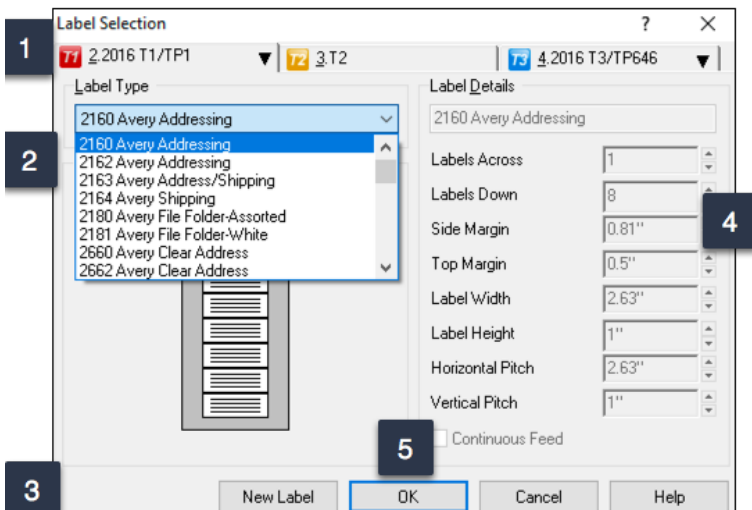 Label Selection ? ×
1
T1 2.2016 T1/TP1 ▼ T2 3.T2 T3 4.2016 T3/TP646 ▼
Label Type
2160 Avery Addressing
2
2160 Avery Addressing
2162 Avery Addressing
2163 Avery Address/Shipping
2164 Avery Shipping
2180 Avery File Folder-Assorted
2181 Avery File Folder-White
2660 Avery Clear Address
2662 Avery Clear Address
Label Details
2160 Avery Addressing
Labels Across 1
Labels Down 8
4
Side Margin 0.81"
Top Margin 0.5"
Label Width 2.63"
Label Height 1"
Horizontal Pitch 2.63"
Vertical Pitch 1"
Continuous Feed
5
3
New Label OK Cancel Help